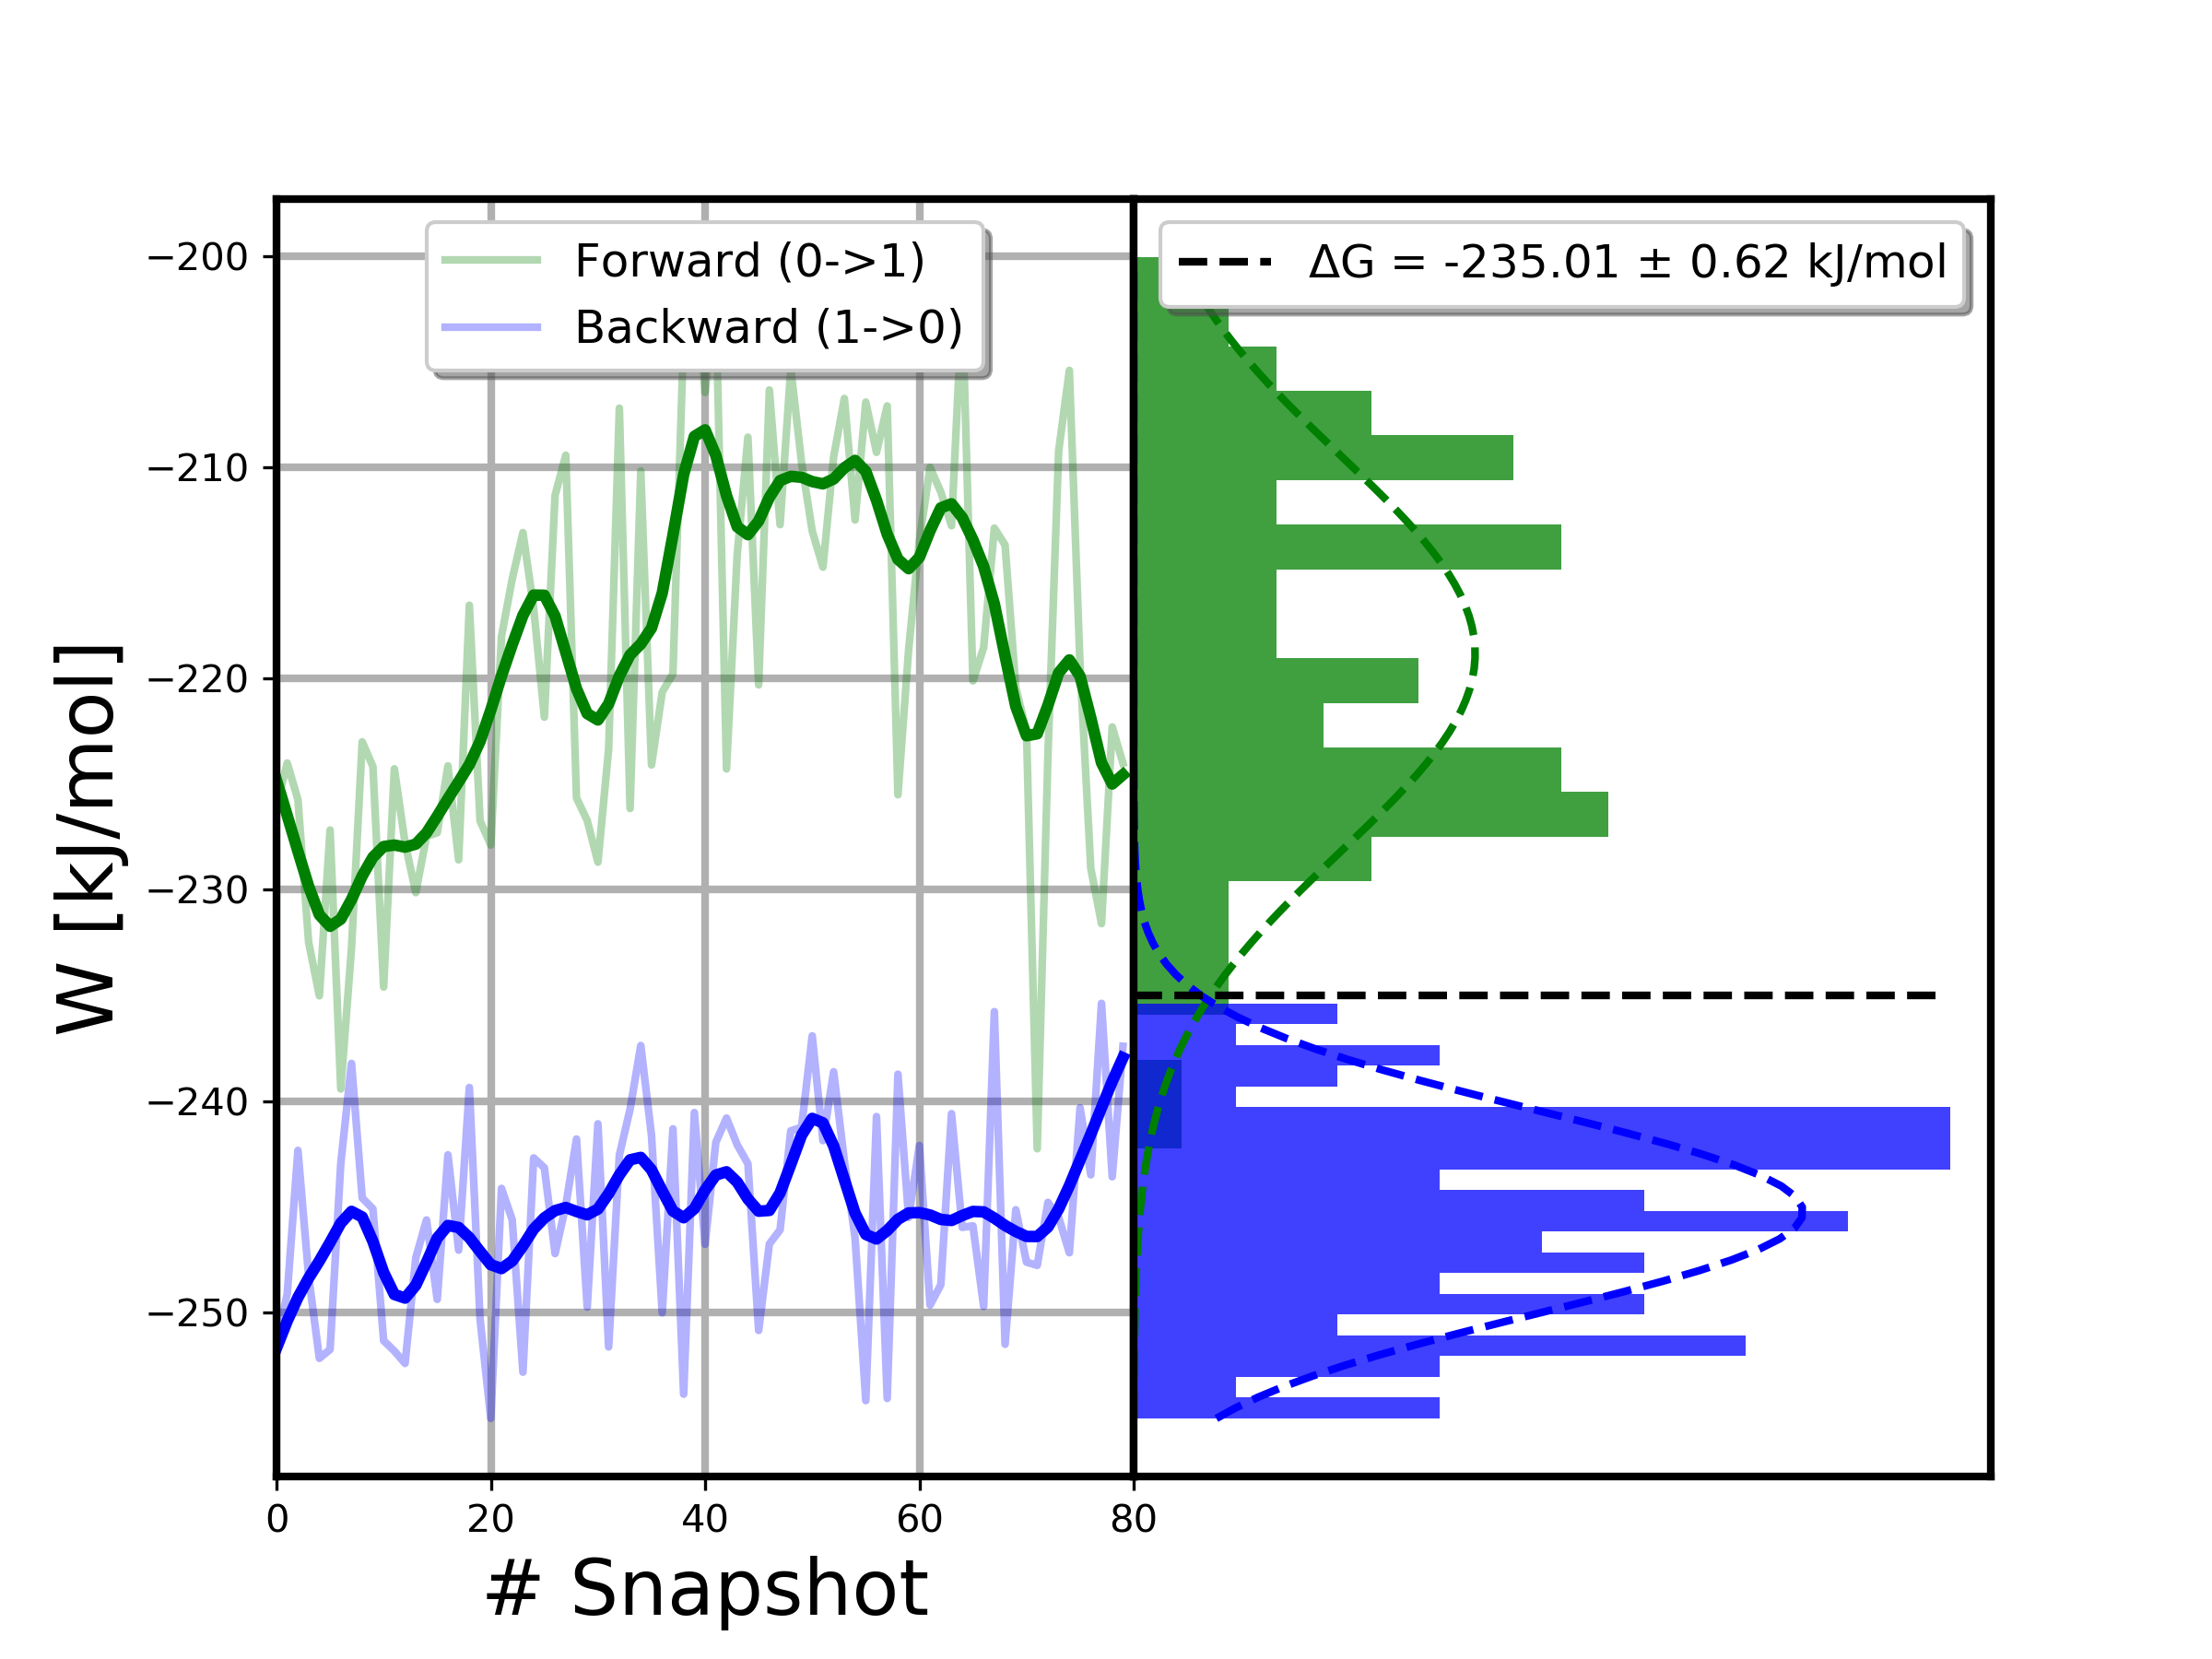 Forward (0->1)
Backward (1->0)
ΔG = -235.01 ± 0.62 kJ/mol
−200
−210
−220
−230
−240
−250
W [kJ/mol]
0 20 40 60 80
# Snapshot